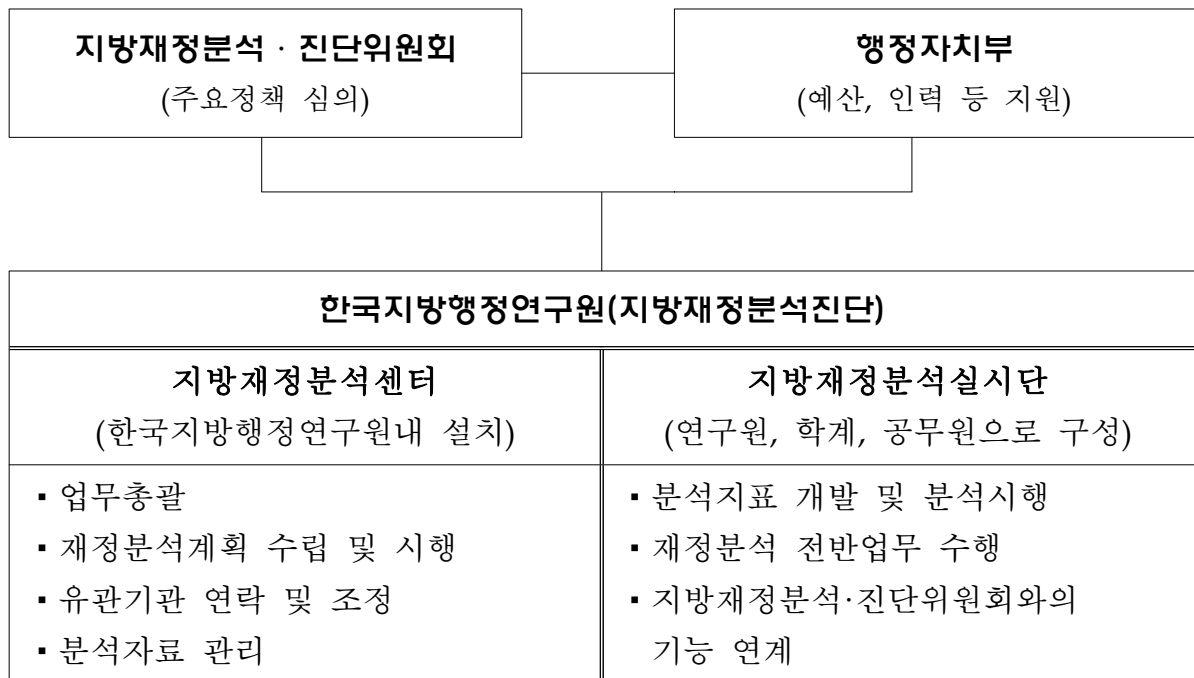 지방재정분석 · 진단위원회
(주요정책 심의)
행정자치부
(예산, 인력 등 지원)
한국지방행정연구원(지방재정분석진단)
지방재정분석센터
(한국지방행정연구원내 설치)
지방재정분석실시단
(연구원, 학계, 공무원으로 구성)
▪ 업무총괄
▪ 재정분석계획 수립 및 시행
▪ 유관기관 연락 및 조정
▪ 분석자료 관리
▪ 분석지표 개발 및 분석시행
▪ 재정분석 전반업무 수행
▪ 지방재정분석·진단위원회와의
기능 연계